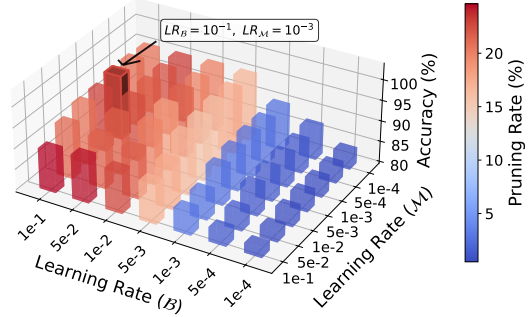 LR_B = 10^-1, LR_M = 10^-3
100
95
90
85
80
Accuracy (%)
1e-1
5e-2
1e-2
5e-3
1e-3
5e-4
1e-4
Learning Rate (B)
1e-4
5e-4
1e-3
5e-3
1e-2
5e-2
1e-1
Learning Rate (M)
20
15
10
5
Pruning Rate (%)